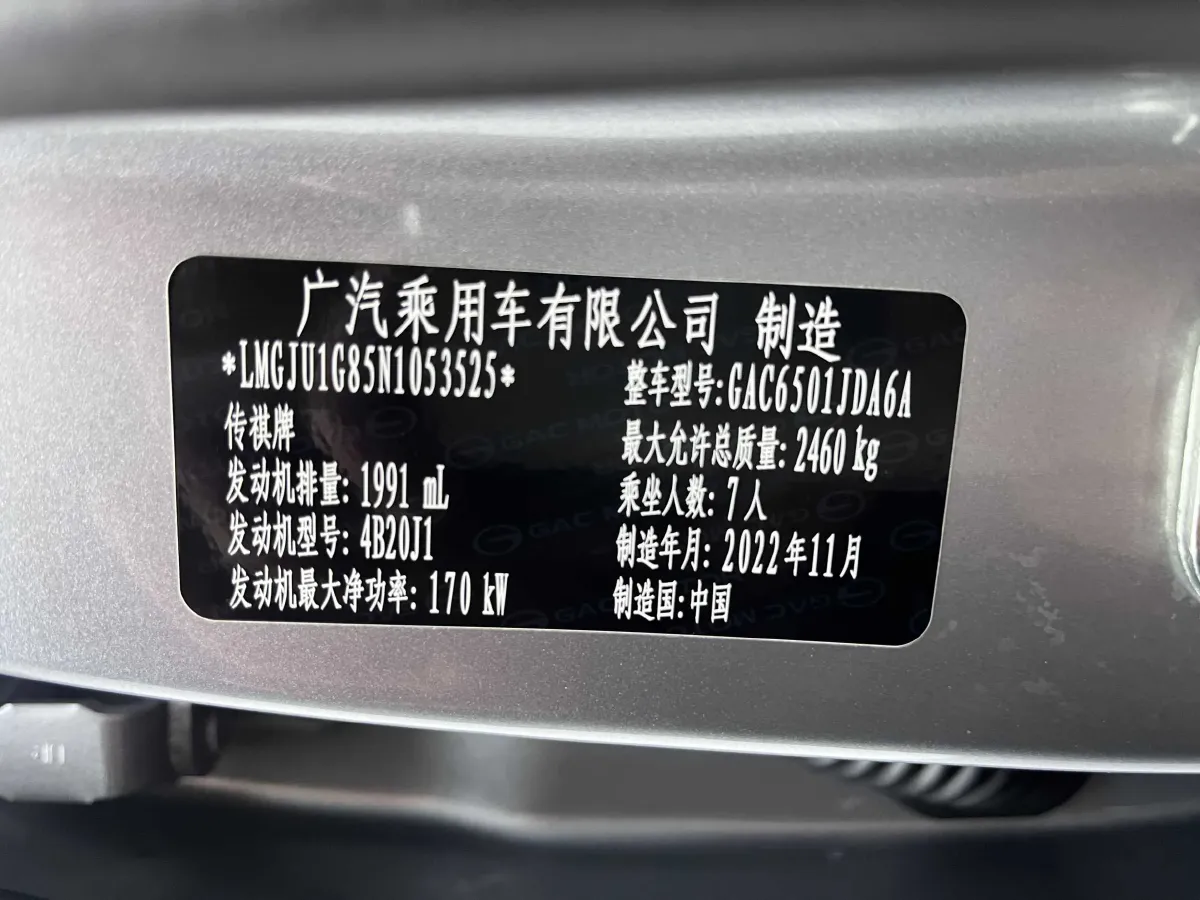 广汽乘用车有限公司 制造
*LMGJU1G85N1053525*
传祺牌
发动机排量: 1991 mL
发动机型号: 4B20J1
发动机最大净功率: 170 kW
整车型号: GAC6501JDA6A
最大允许总质量: 2460 kg
乘坐人数: 7人
制造年月: 2022年11月
制造国: 中国